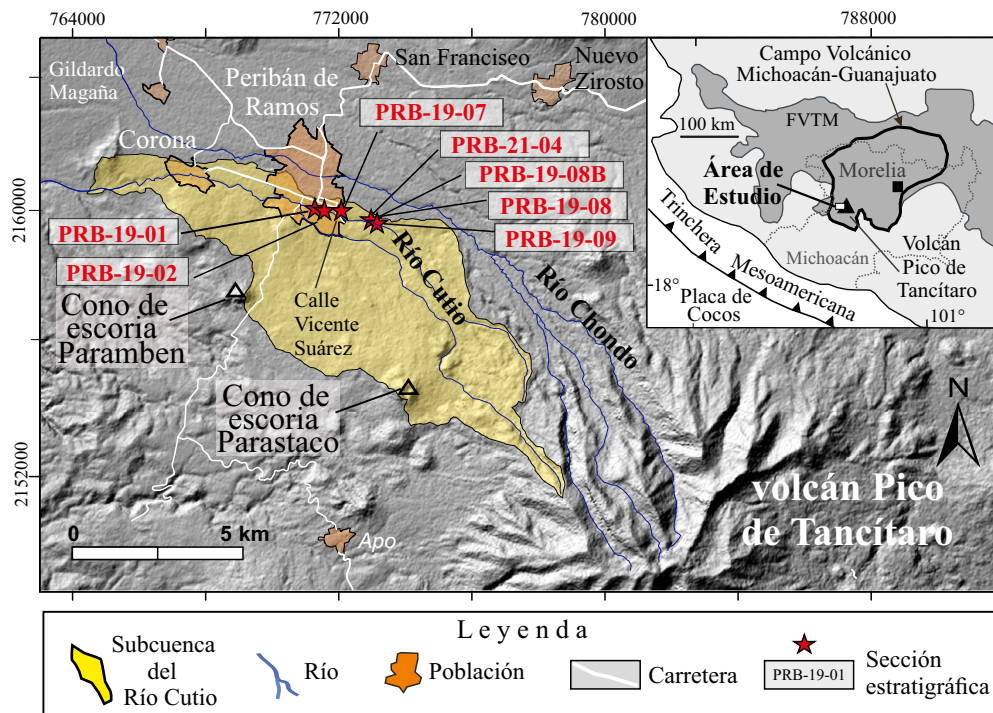 764000
772000
780000
788000
2160000
2152000
Gildardo
Magaña
Peribán de
Ramos
San Francisco
Nuevo
Zirosto
Corona
PRB-19-07
PRB-21-04
PRB-19-08B
PRB-19-08
PRB-19-09
PRB-19-01
PRB-19-02
Cono de
escoria
Paramben
Calle
Vicente
Suárez
Río Cutio
Río Chondo
Cono de
escoria
Parastaco
Apo
volcán Pico
de Tancítaro
N
0
5 km
Campo Volcánico
Michoacán-Guanajuato
100 km
FVTM
Área de
Estudio
Morelia
Michoacán
Volcán
Pico de
Tancítaro
Trinchera Mesoamericana
18°
Placa de
Cocos
101°
Leyenda
Subcuenca
del
Río Cutio
Río
Población
Carretera
PRB-19-01
Sección
estratigráfica